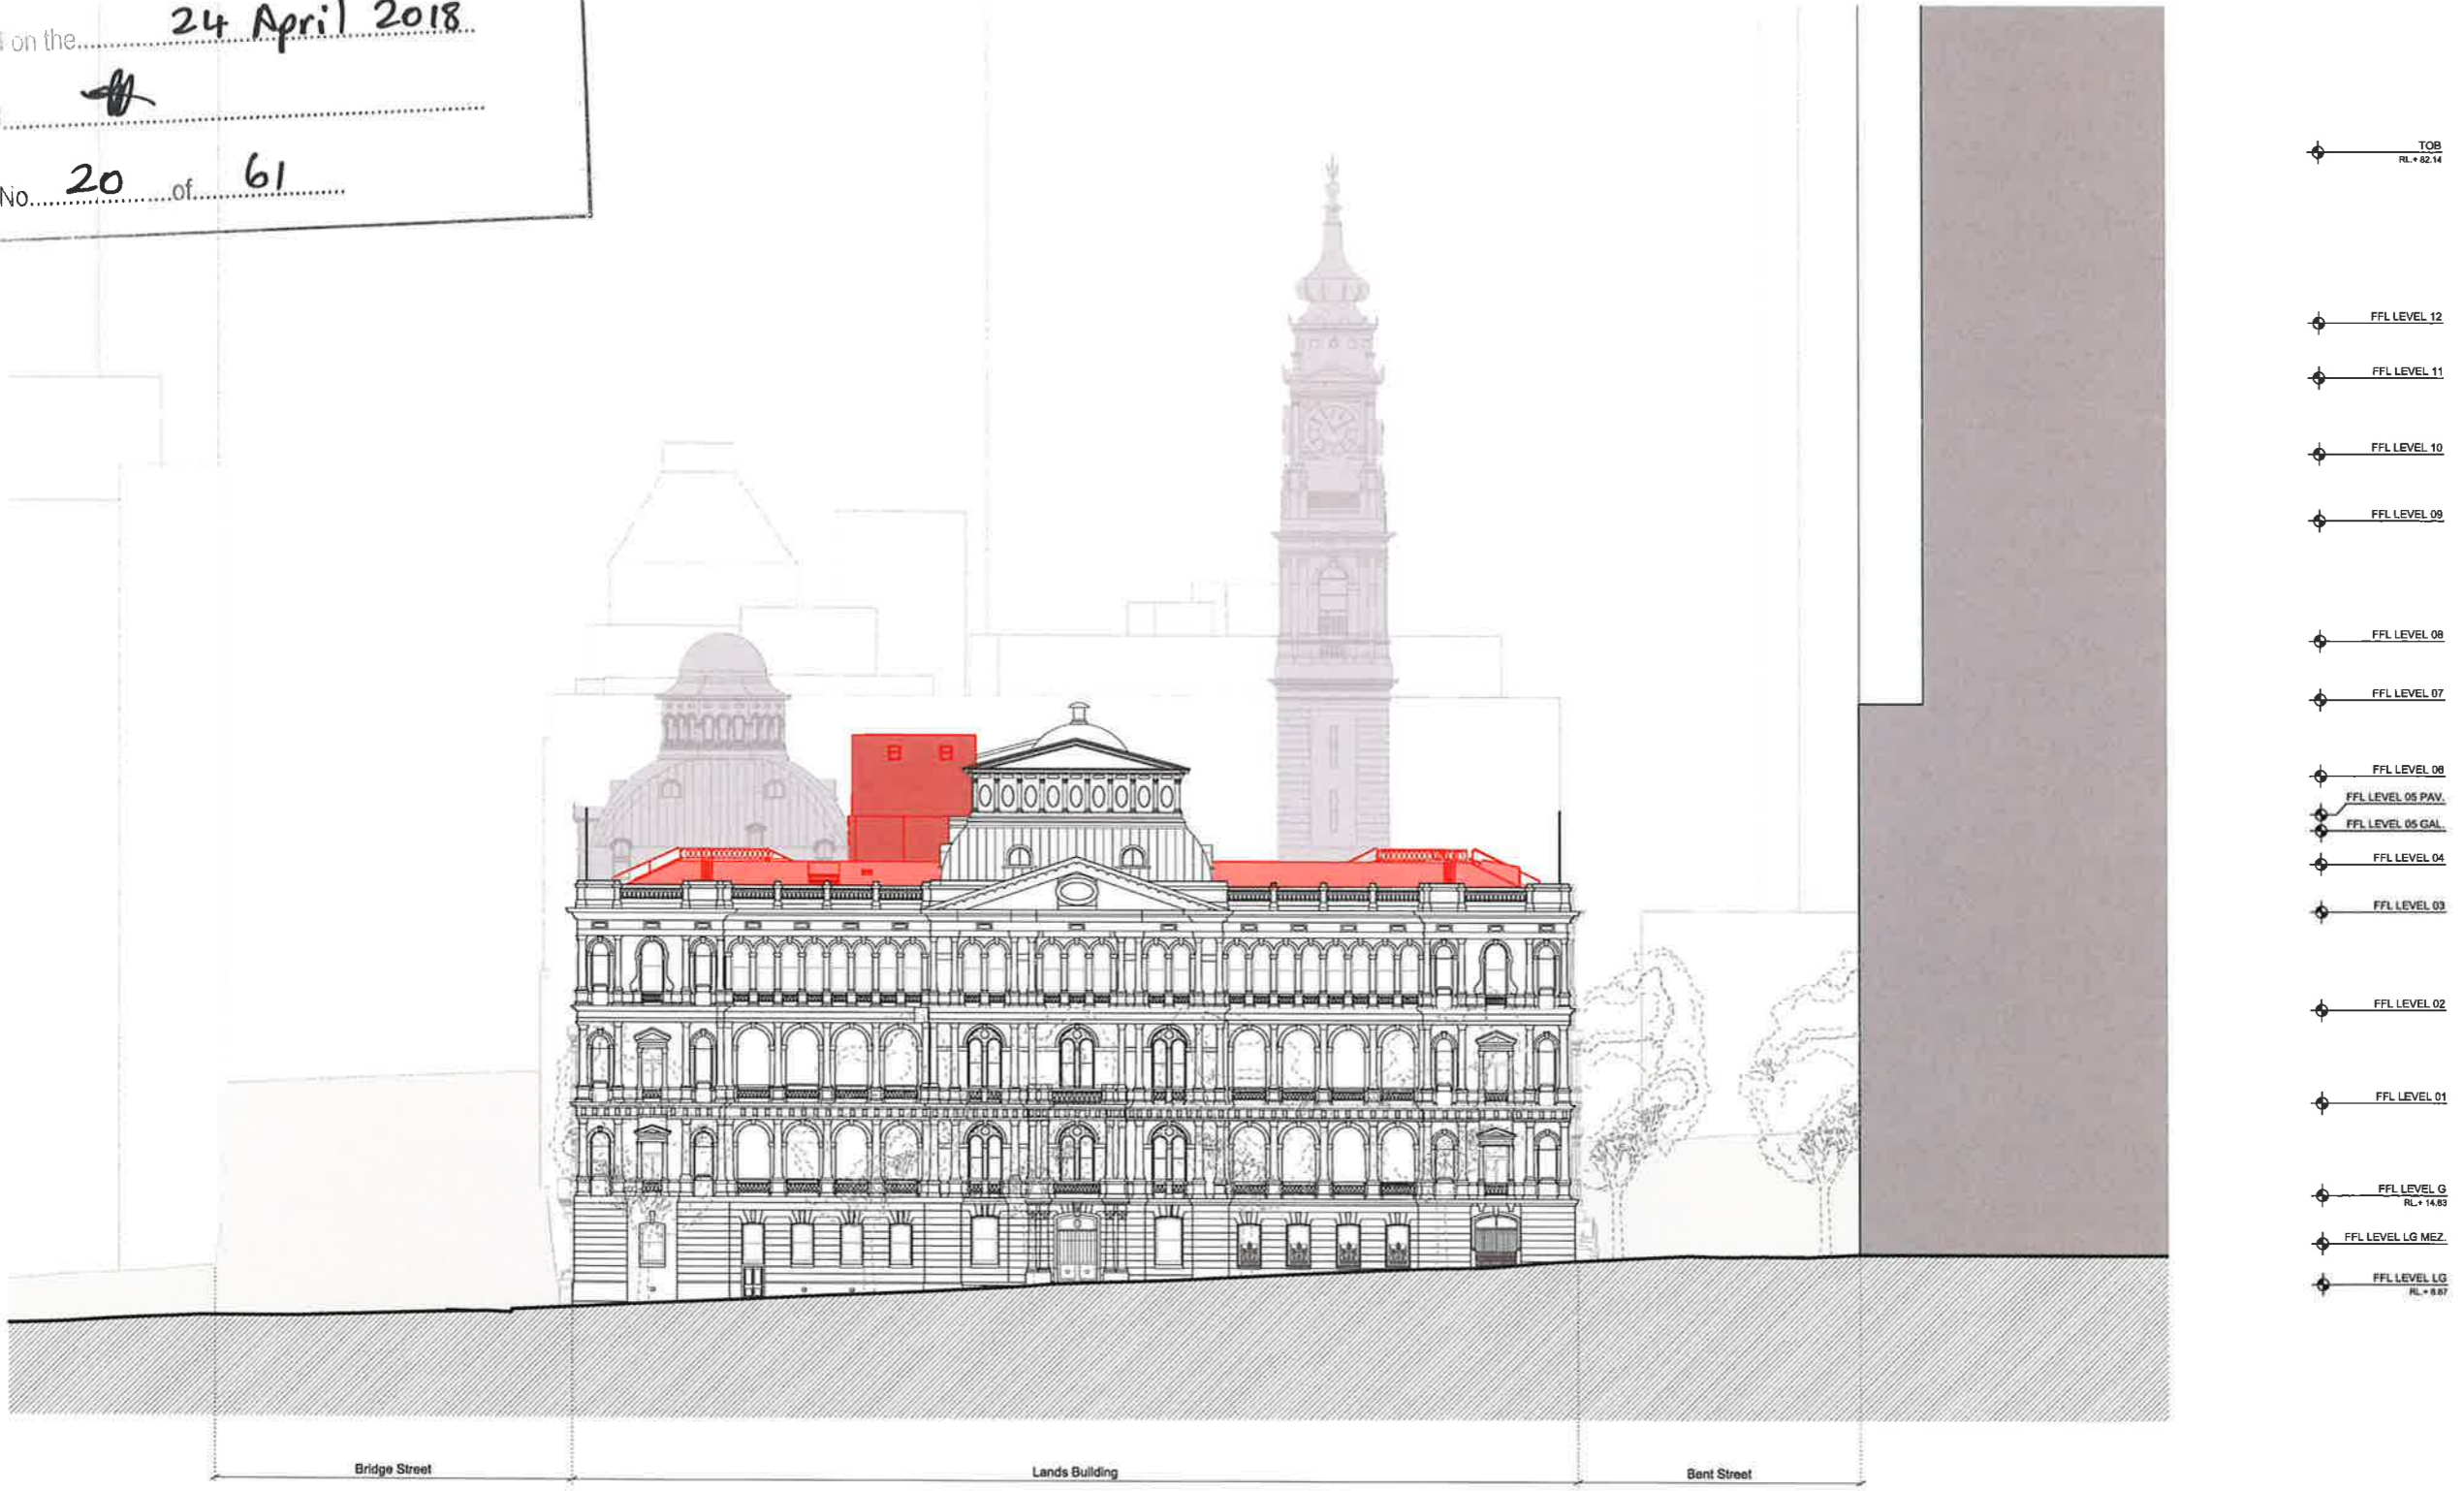 on the 24 April 2018
No. 20 of 61
TOB
RL.+ 82.14
FFL LEVEL 12
FFL LEVEL 11
FFL LEVEL 10
FFL LEVEL 09
FFL LEVEL 08
FFL LEVEL 07
FFL LEVEL 06
FFL LEVEL 05 PAV.
FFL LEVEL 05 GAL.
FFL LEVEL 04
FFL LEVEL 03
FFL LEVEL 02
FFL LEVEL 01
FFL LEVEL G
RL.+ 14.63
FFL LEVEL LG MEZ.
FFL LEVEL LG
Bridge Street
Lands Building
Bent Street